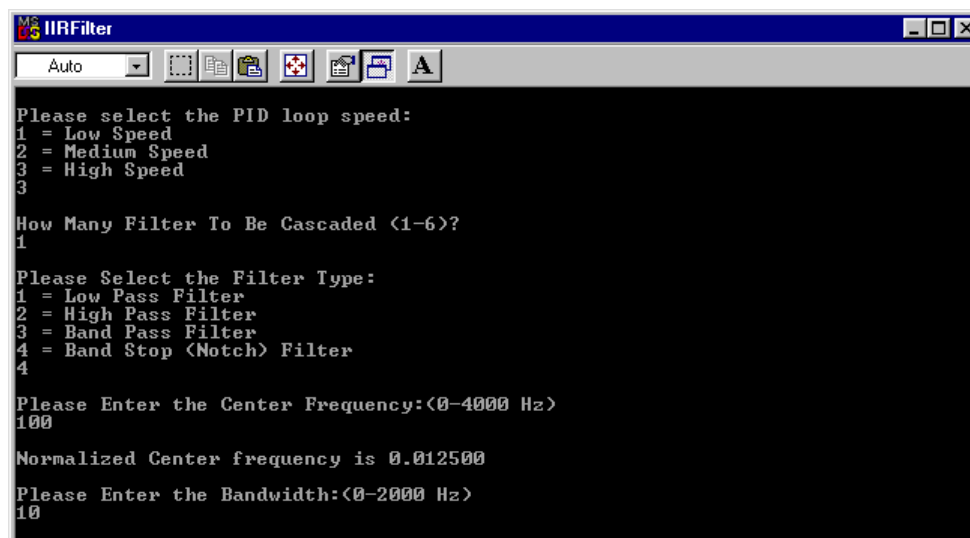 IIRFilter
Auto
A
Please select the PID loop speed:
1 = Low Speed
2 = Medium Speed
3 = High Speed
3
How Many Filter To Be Cascaded (1-6)?
1
Please Select the Filter Type:
1 = Low Pass Filter
2 = High Pass Filter
3 = Band Pass Filter
4 = Band Stop (Notch) Filter
4
Please Enter the Center Frequency:(0-4000 Hz)
100
Normalized Center frequency is 0.012500
Please Enter the Bandwidth:(0-2000 Hz)
10